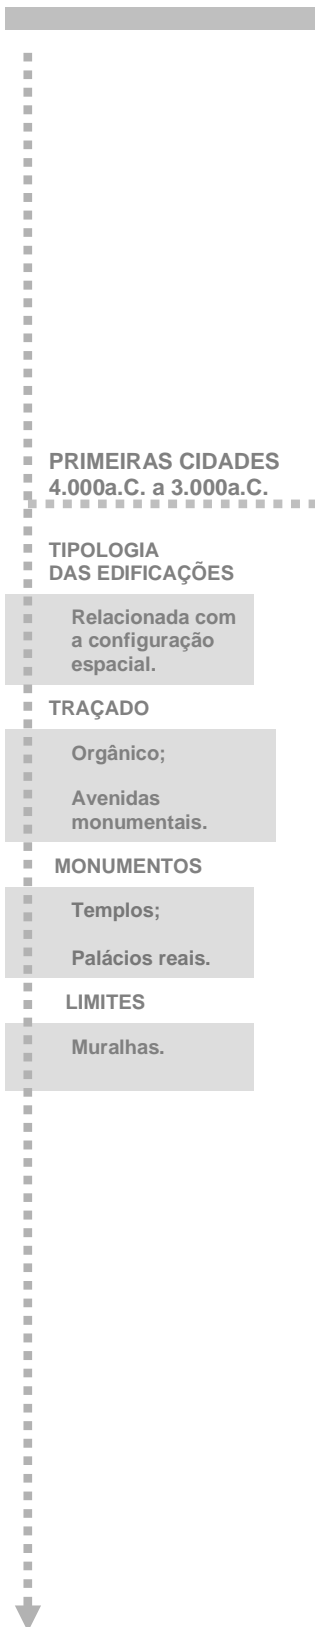 PRIMEIRAS CIDADES
4.000a.C. a 3.000a.C.
TIPOLOGIA
DAS EDIFICAÇÕES
Relacionada com
a configuração
espacial.
TRAÇADO
Orgânico;
Avenidas
monumentais.
MONUMENTOS
Templos;
Palácios reais.
LIMITES
Muralhas.